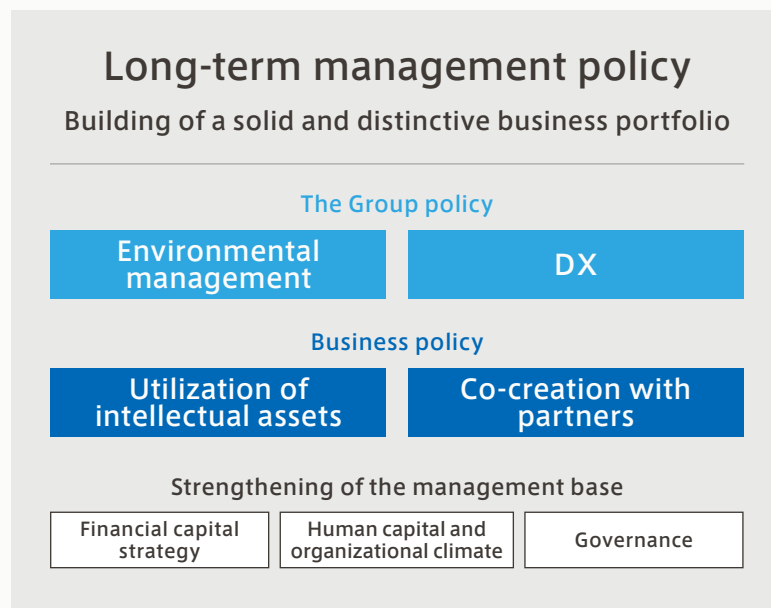 Long-term management policy
Building of a solid and distinctive business portfolio
The Group policy
Environmental
management
DX
Business policy
Utilization of
intellectual assets
Co-creation with
partners
Strengthening of the management base
Financial capital
strategy
Human capital and
organizational climate
Governance